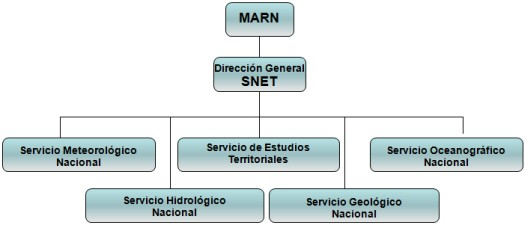 MARN
Dirección General
SNET
Servicio Meteorológico
Nacional
Servicio de Estudios
Territoriales
Servicio Oceanográfico
Nacional
Servicio Hidrológico
Nacional
Servicio Geológico
Nacional